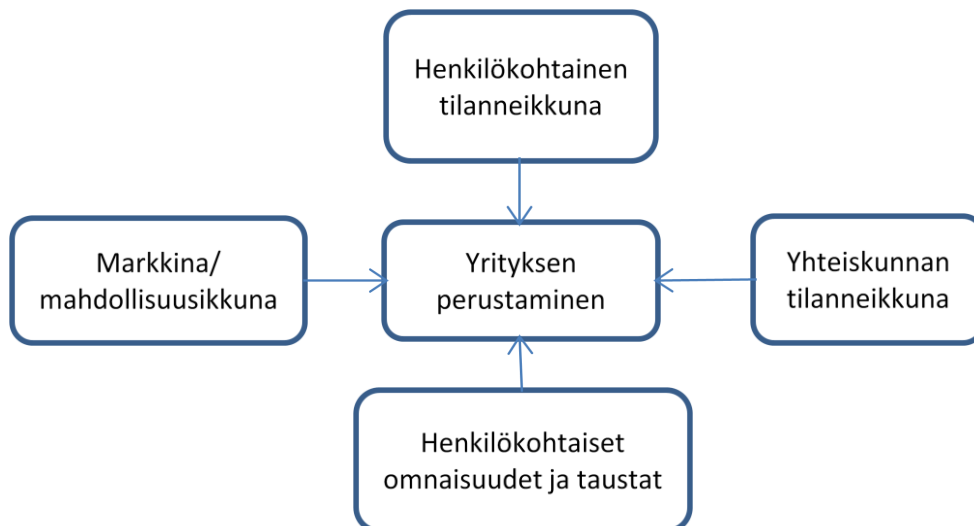 Henkilökohtainen
tilanneikkuna
Markkina/
mahdollisuusikkuna
Yrityksen
perustaminen
Yhteiskunnan
tilanneikkuna
Henkilökohtaiset
omnaisuudet ja taustat